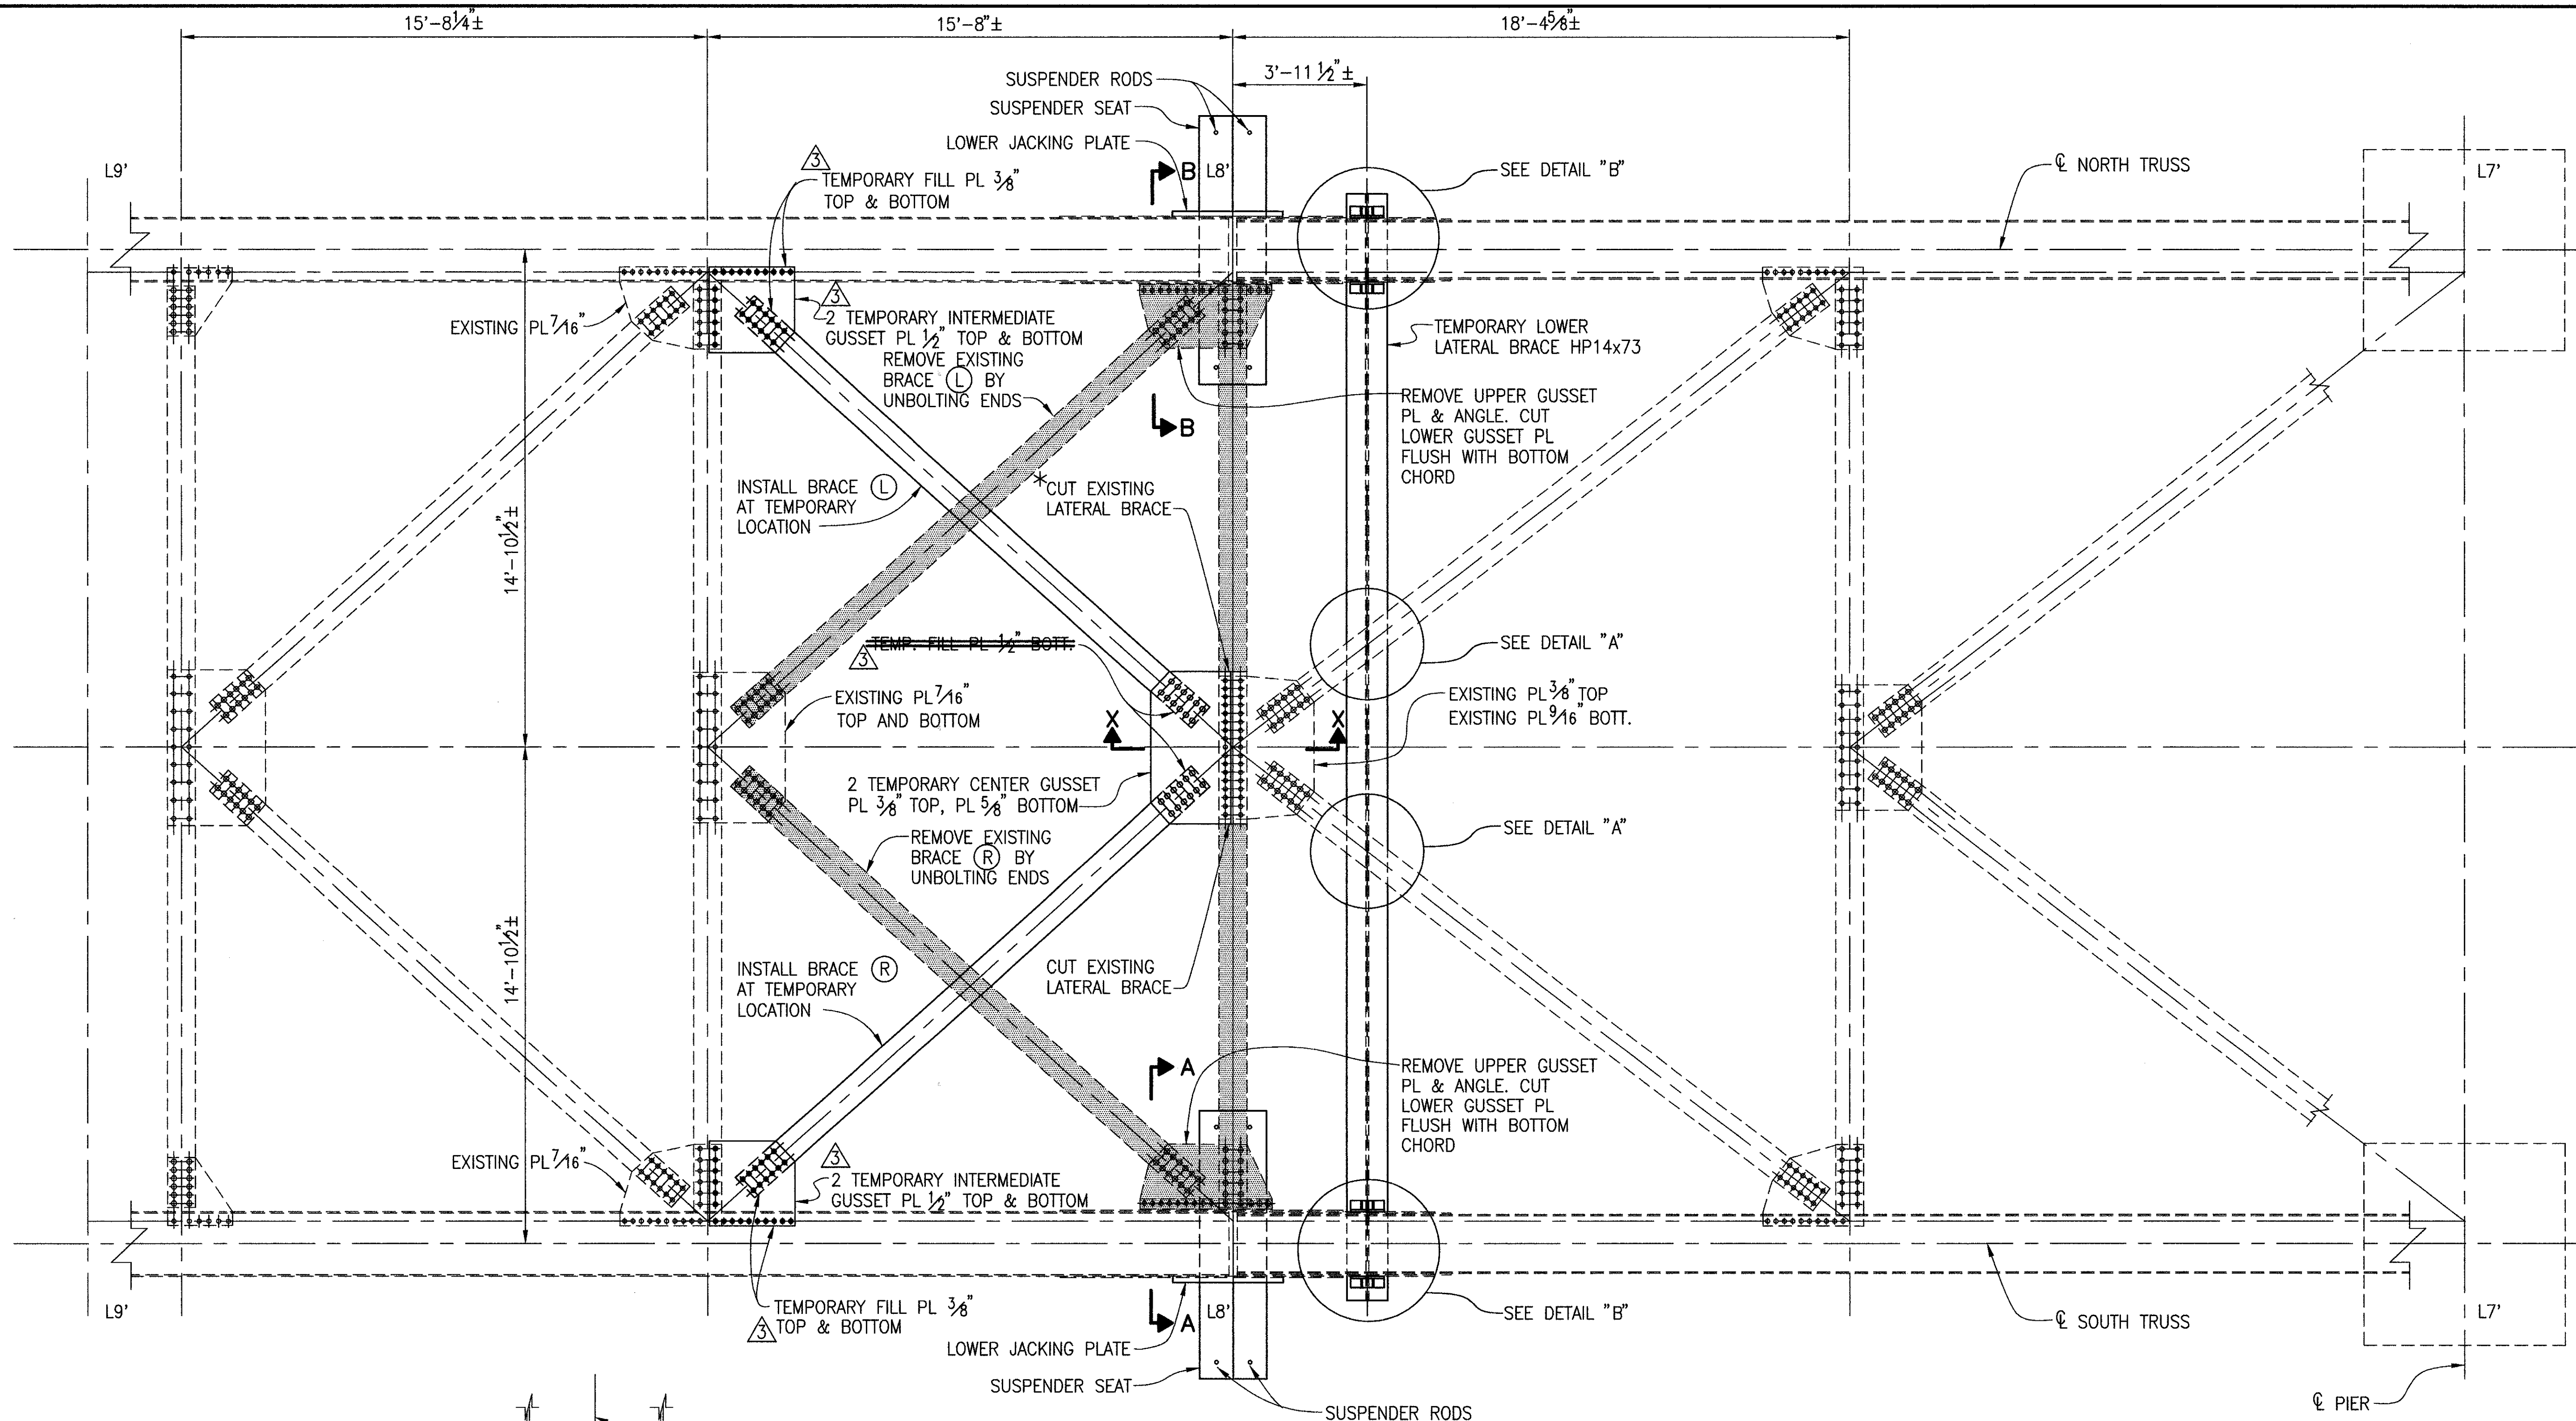 15'-8¼"±
15'-8"±
18'-4⅝"±
3'-11 ½"±
SUSPENDER RODS
SUSPENDER SEAT
LOWER JACKING PLATE
L9'
3
TEMPORARY FILL PL ⅜"
TOP & BOTTOM
B
L8'
SEE DETAIL "B"
℄ NORTH TRUSS
L7'
EXISTING PL 7/16"
3
2 TEMPORARY INTERMEDIATE
GUSSET PL ½" TOP & BOTTOM
REMOVE EXISTING
BRACE (L) BY
UNBOLTING ENDS
TEMPORARY LOWER
LATERAL BRACE HP14x73
B
REMOVE UPPER GUSSET
PL & ANGLE. CUT
LOWER GUSSET PL
FLUSH WITH BOTTOM
CHORD
INSTALL BRACE (L)
AT TEMPORARY
LOCATION
*CUT EXISTING
LATERAL BRACE
14'-10½"±
TEMP. FILL PL ½" BOTT.
3
SEE DETAIL "A"
EXISTING PL 7/16"
TOP AND BOTTOM
EXISTING PL ⅜" TOP
EXISTING PL 9/16" BOTT.
X
X
2 TEMPORARY CENTER GUSSET
PL ⅜" TOP, PL ⅝" BOTTOM
SEE DETAIL "A"
REMOVE EXISTING
BRACE (R) BY
UNBOLTING ENDS
14'-10½"±
INSTALL BRACE (R)
AT TEMPORARY
LOCATION
CUT EXISTING
LATERAL BRACE
A
REMOVE UPPER GUSSET
PL & ANGLE. CUT
LOWER GUSSET PL
FLUSH WITH BOTTOM
CHORD
EXISTING PL 7/16"
3
2 TEMPORARY INTERMEDIATE
GUSSET PL ½" TOP & BOTTOM
L9'
TEMPORARY FILL PL ⅜"
3
TOP & BOTTOM
A
L8'
SEE DETAIL "B"
℄ SOUTH TRUSS
L7'
LOWER JACKING PLATE
SUSPENDER SEAT
SUSPENDER RODS
℄ PIER